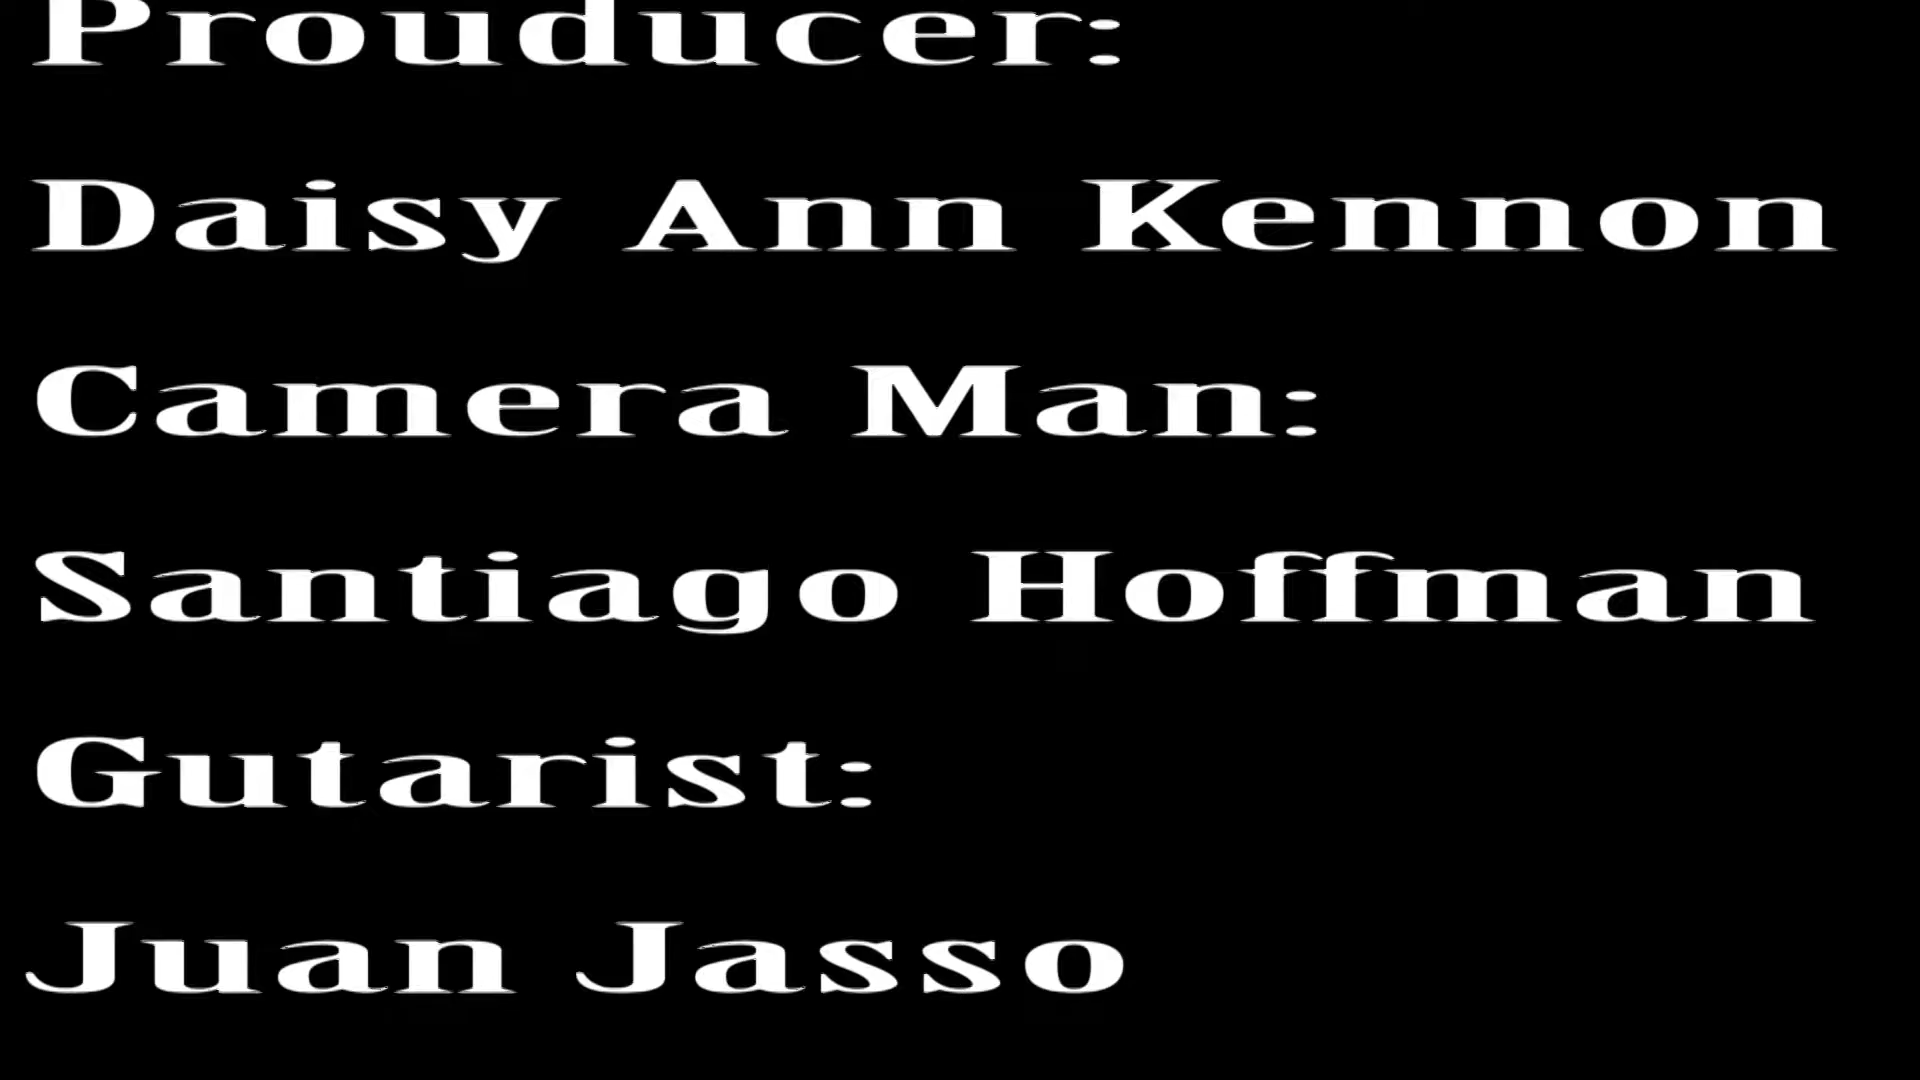 Prouducer:
Daisy Ann Kennon
Camera Man:
Santiago Hoffman
Gutarist:
Juan Jasso